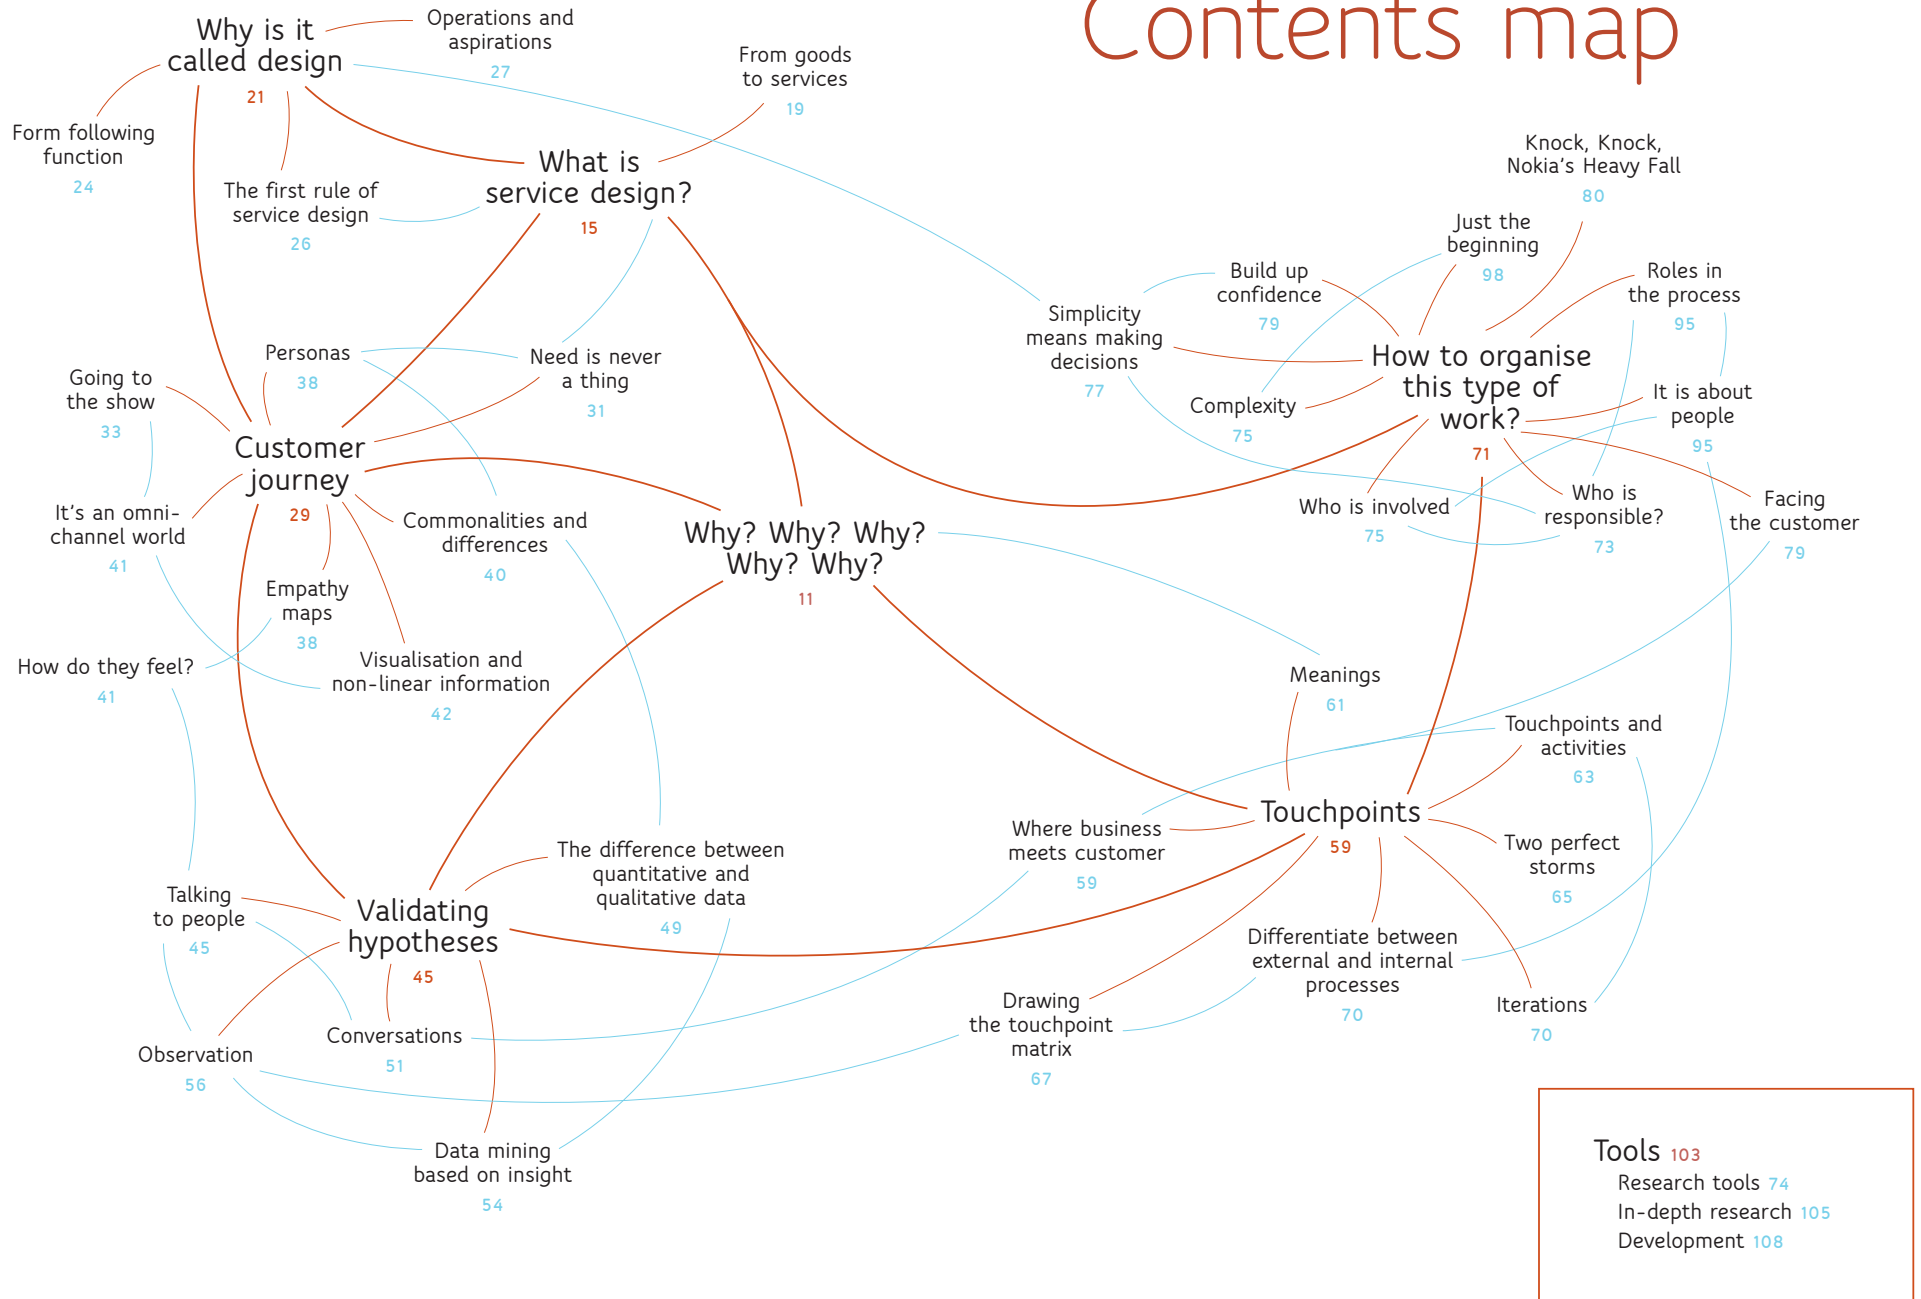 Contents map
Why is it
called design
21
Operations and
aspirations
27
From goods
to services
19
Form following
function
24
The first rule of
service design
26
What is
service design?
15
Knock, Knock,
Nokia's Heavy Fall
80
Just the
beginning
98
Build up
confidence
79
Roles in
the process
95
Simplicity
means making
decisions
77
How to organise
this type of
work?
71
Complexity
75
It is about
people
95
Who is involved
75
Who is
responsible?
73
Facing
the customer
79
Personas
38
Need is never
a thing
31
Going to
the show
33
Customer
journey
29
It's an omni-
channel world
41
Commonalities and
differences
40
Empathy
maps
38
How do they feel?
41
Visualisation and
non-linear information
42
Why? Why? Why?
Why? Why?
11
Meanings
61
Touchpoints and
activities
63
Touchpoints
59
Where business
meets customer
59
Two perfect
storms
65
Differentiate between
external and internal
processes
70
Iterations
70
Drawing
the touchpoint
matrix
67
The difference between
quantitative and
qualitative data
49
Talking
to people
45
Validating
hypotheses
45
Conversations
51
Observation
56
Data mining
based on insight
54
Tools 103
Research tools 74
In-depth research 105
Development 108